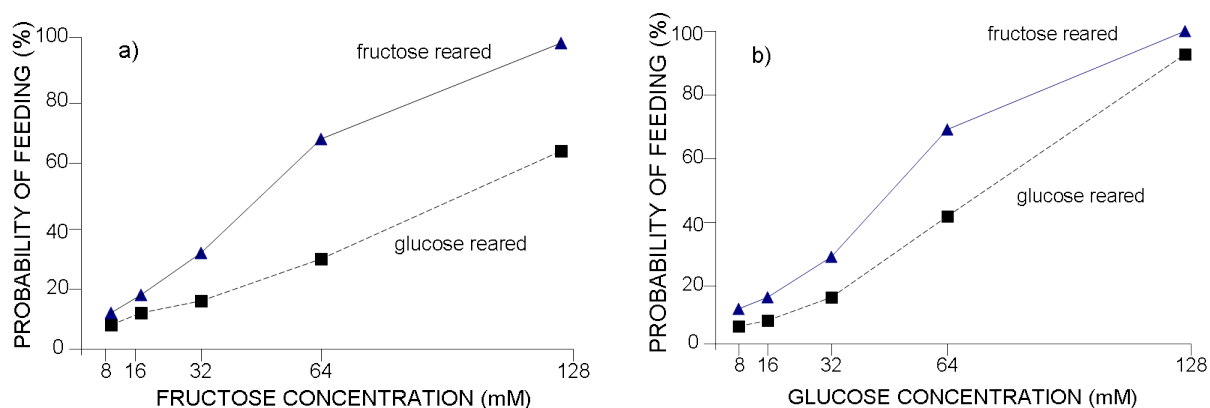 PROBABILITY OF FEEDING (%)
100
80
60
40
20
0
a)
fructose reared
glucose reared
8 16 32 64 128
FRUCTOSE CONCENTRATION (mM)
PROBABILITY OF FEEDING (%)
100
80
60
40
20
0
b)
fructose reared
glucose reared
8 16 32 64 128
GLUCOSE CONCENTRATION (mM)